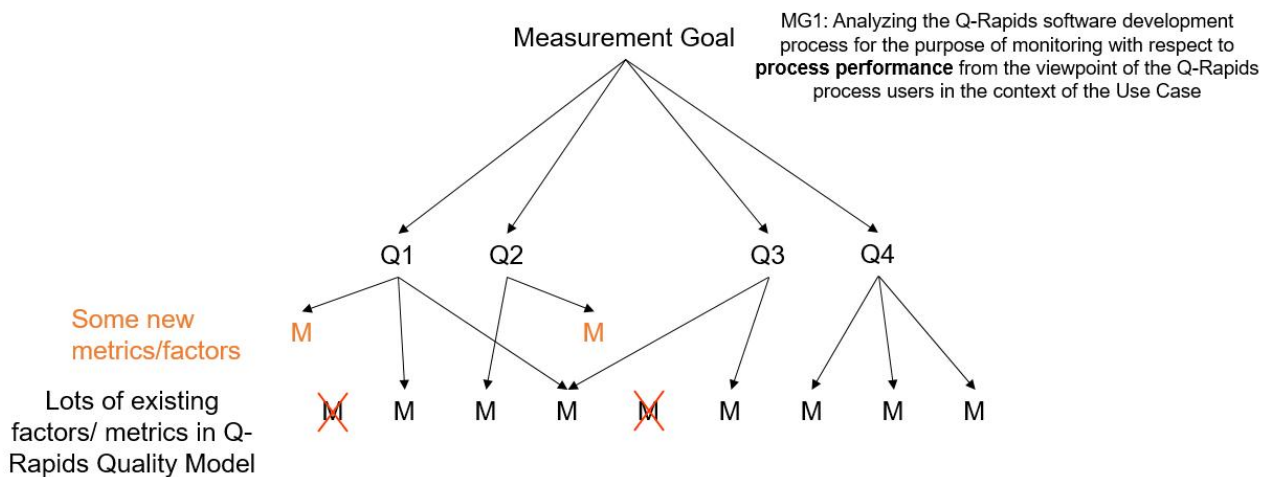 Measurement Goal
MG1: Analyzing the Q-Rapids software development
process for the purpose of monitoring with respect to
process performance from the viewpoint of the Q-Rapids
process users in the context of the Use Case
Q1 Q2 Q3 Q4
Some new
metrics/factors
M M
Lots of existing
factors/ metrics in Q-
Rapids Quality Model
M M M M M M M M M